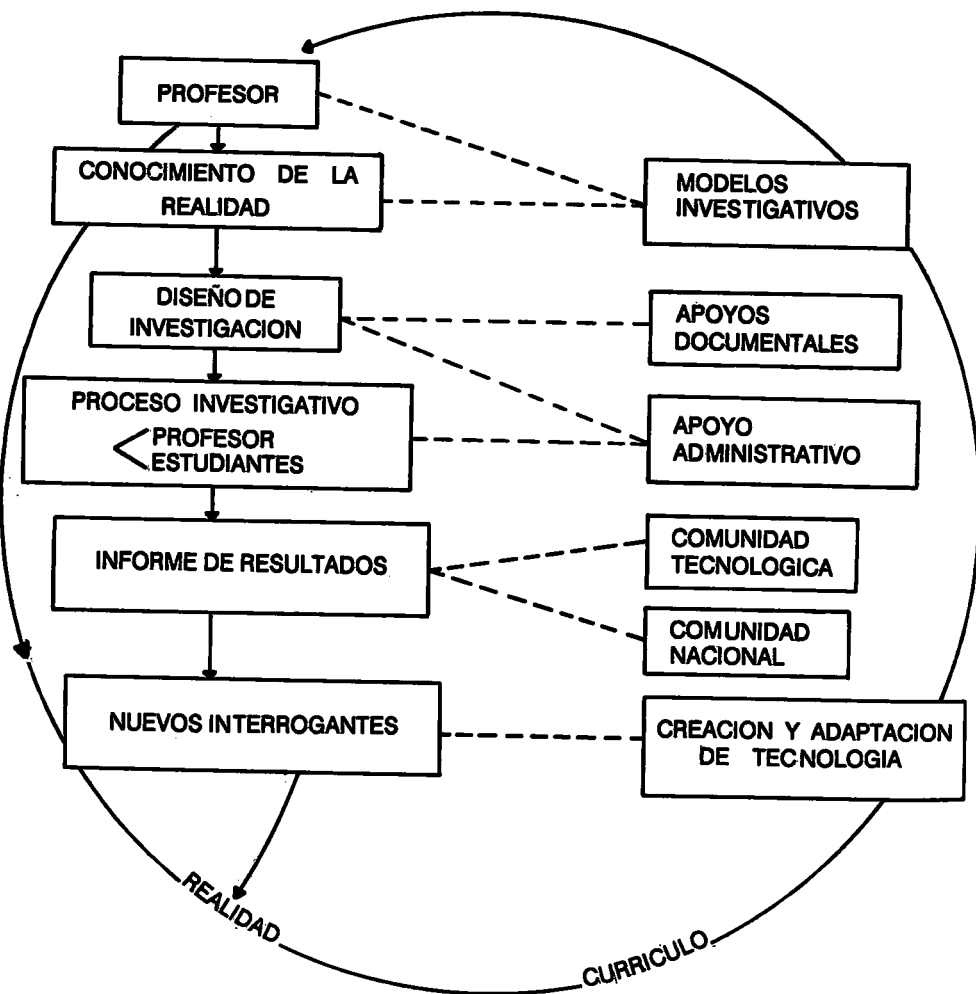 PROFESOR
CONOCIMIENTO DE LA
REALIDAD
MODELOS
INVESTIGATIVOS
DISEÑO DE
INVESTIGACION
APOYOS
DOCUMENTALES
PROCESO INVESTIGATIVO
PROFESOR
ESTUDIANTES
APOYO
ADMINISTRATIVO
INFORME DE RESULTADOS
COMUNIDAD
TECNOLOGICA
COMUNIDAD
NACIONAL
NUEVOS INTERROGANTES
CREACION Y ADAPTACION
DE TECNOLOGIA
REALIDAD
CURRICULO